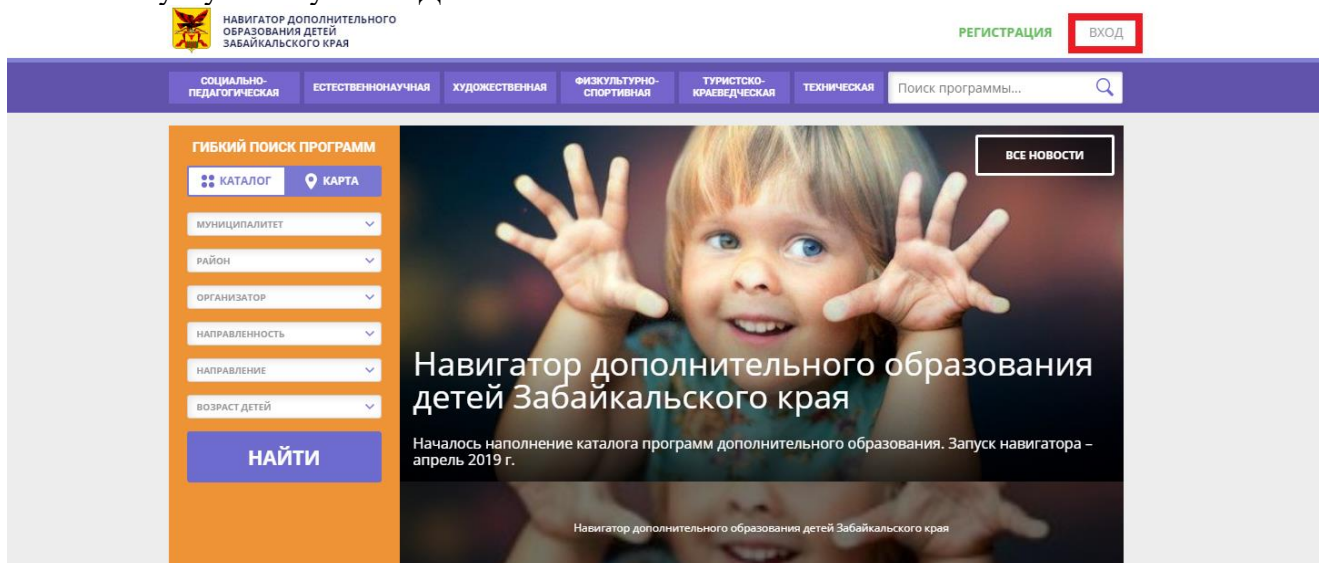 НАВИГАТОР ДОПОЛНИТЕЛЬНОГО
ОБРАЗОВАНИЯ ДЕТЕЙ
ЗАБАЙКАЛЬСКОГО КРАЯ
РЕГИСТРАЦИЯ
ВХОД
СОЦИАЛЬНО-
ПЕДАГОГИЧЕСКАЯ
ЕСТЕСТВЕННОНАУЧНАЯ
ХУДОЖЕСТВЕННАЯ
ФИЗКУЛЬТУРНО-
СПОРТИВНАЯ
ТУРИСТСКО-
КРАЕВЕДЧЕСКАЯ
ТЕХНИЧЕСКАЯ
Поиск программы...
ГИБКИЙ ПОИСК ПРОГРАММ
КАТАЛОГ
КАРТА
МУНИЦИПАЛИТЕТ
РАЙОН
ОРГАНИЗАТОР
НАПРАВЛЕННОСТЬ
НАПРАВЛЕНИЕ
ВОЗРАСТ ДЕТЕЙ
НАЙТИ
ВСЕ НОВОСТИ
Навигатор дополнительного образования
детей Забайкальского края
Началось наполнение каталога программ дополнительного образования. Запуск навигатора –
апрель 2019 г.
Навигатор дополнительного образования детей Забайкальского края